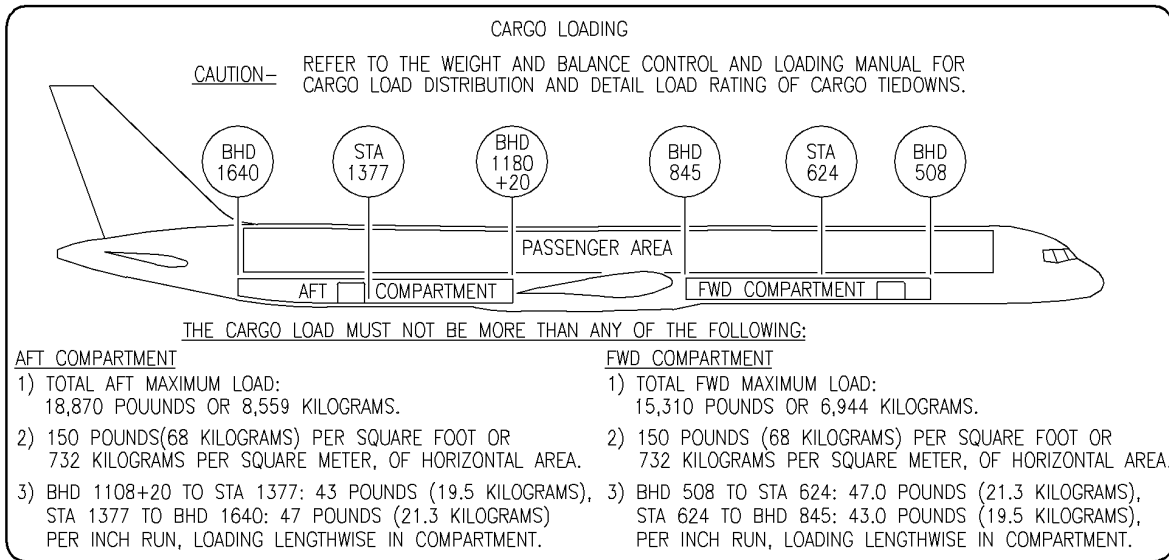 CARGO LOADING
CAUTION- REFER TO THE WEIGHT AND BALANCE CONTROL AND LOADING MANUAL FOR
CARGO LOAD DISTRIBUTION AND DETAIL LOAD RATING OF CARGO TIEDOWNS.
BHD
1640
STA
1377
BHD
1180
+20
BHD
845
STA
624
BHD
508
PASSENGER AREA
AFT COMPARTMENT
FWD COMPARTMENT
THE CARGO LOAD MUST NOT BE MORE THAN ANY OF THE FOLLOWING:
AFT COMPARTMENT
1) TOTAL AFT MAXIMUM LOAD:
18,870 POUUNDS OR 8,559 KILOGRAMS.
2) 150 POUNDS(68 KILOGRAMS) PER SQUARE FOOT OR
732 KILOGRAMS PER SQUARE METER, OF HORIZONTAL AREA.
3) BHD 1108+20 TO STA 1377: 43 POUNDS (19.5 KILOGRAMS),
STA 1377 TO BHD 1640: 47 POUNDS (21.3 KILOGRAMS)
PER INCH RUN, LOADING LENGTHWISE IN COMPARTMENT.
FWD COMPARTMENT
1) TOTAL FWD MAXIMUM LOAD:
15,310 POUNDS OR 6,944 KILOGRAMS.
2) 150 POUNDS (68 KILOGRAMS) PER SQUARE FOOT OR
732 KILOGRAMS PER SQUARE METER, OF HORIZONTAL AREA.
3) BHD 508 TO STA 624: 47.0 POUNDS (21.3 KILOGRAMS),
STA 624 TO BHD 845: 43.0 POUNDS (19.5 KILOGRAMS),
PER INCH RUN, LOADING LENGTHWISE IN COMPARTMENT.